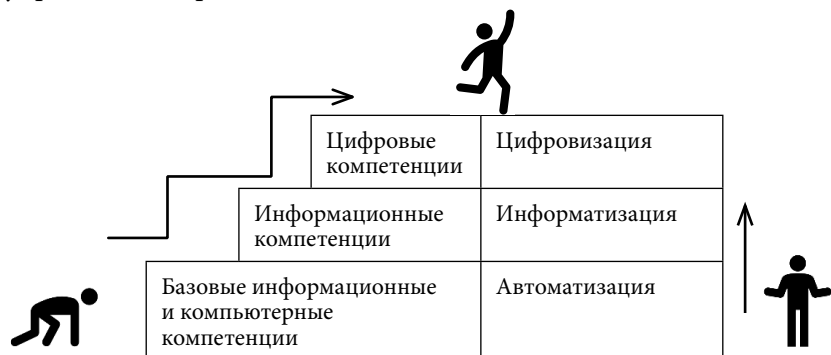 Цифровые
компетенции
Цифровизация
Информационные
компетенции
Информатизация
Базовые информационные
и компьютерные
компетенции
Автоматизация